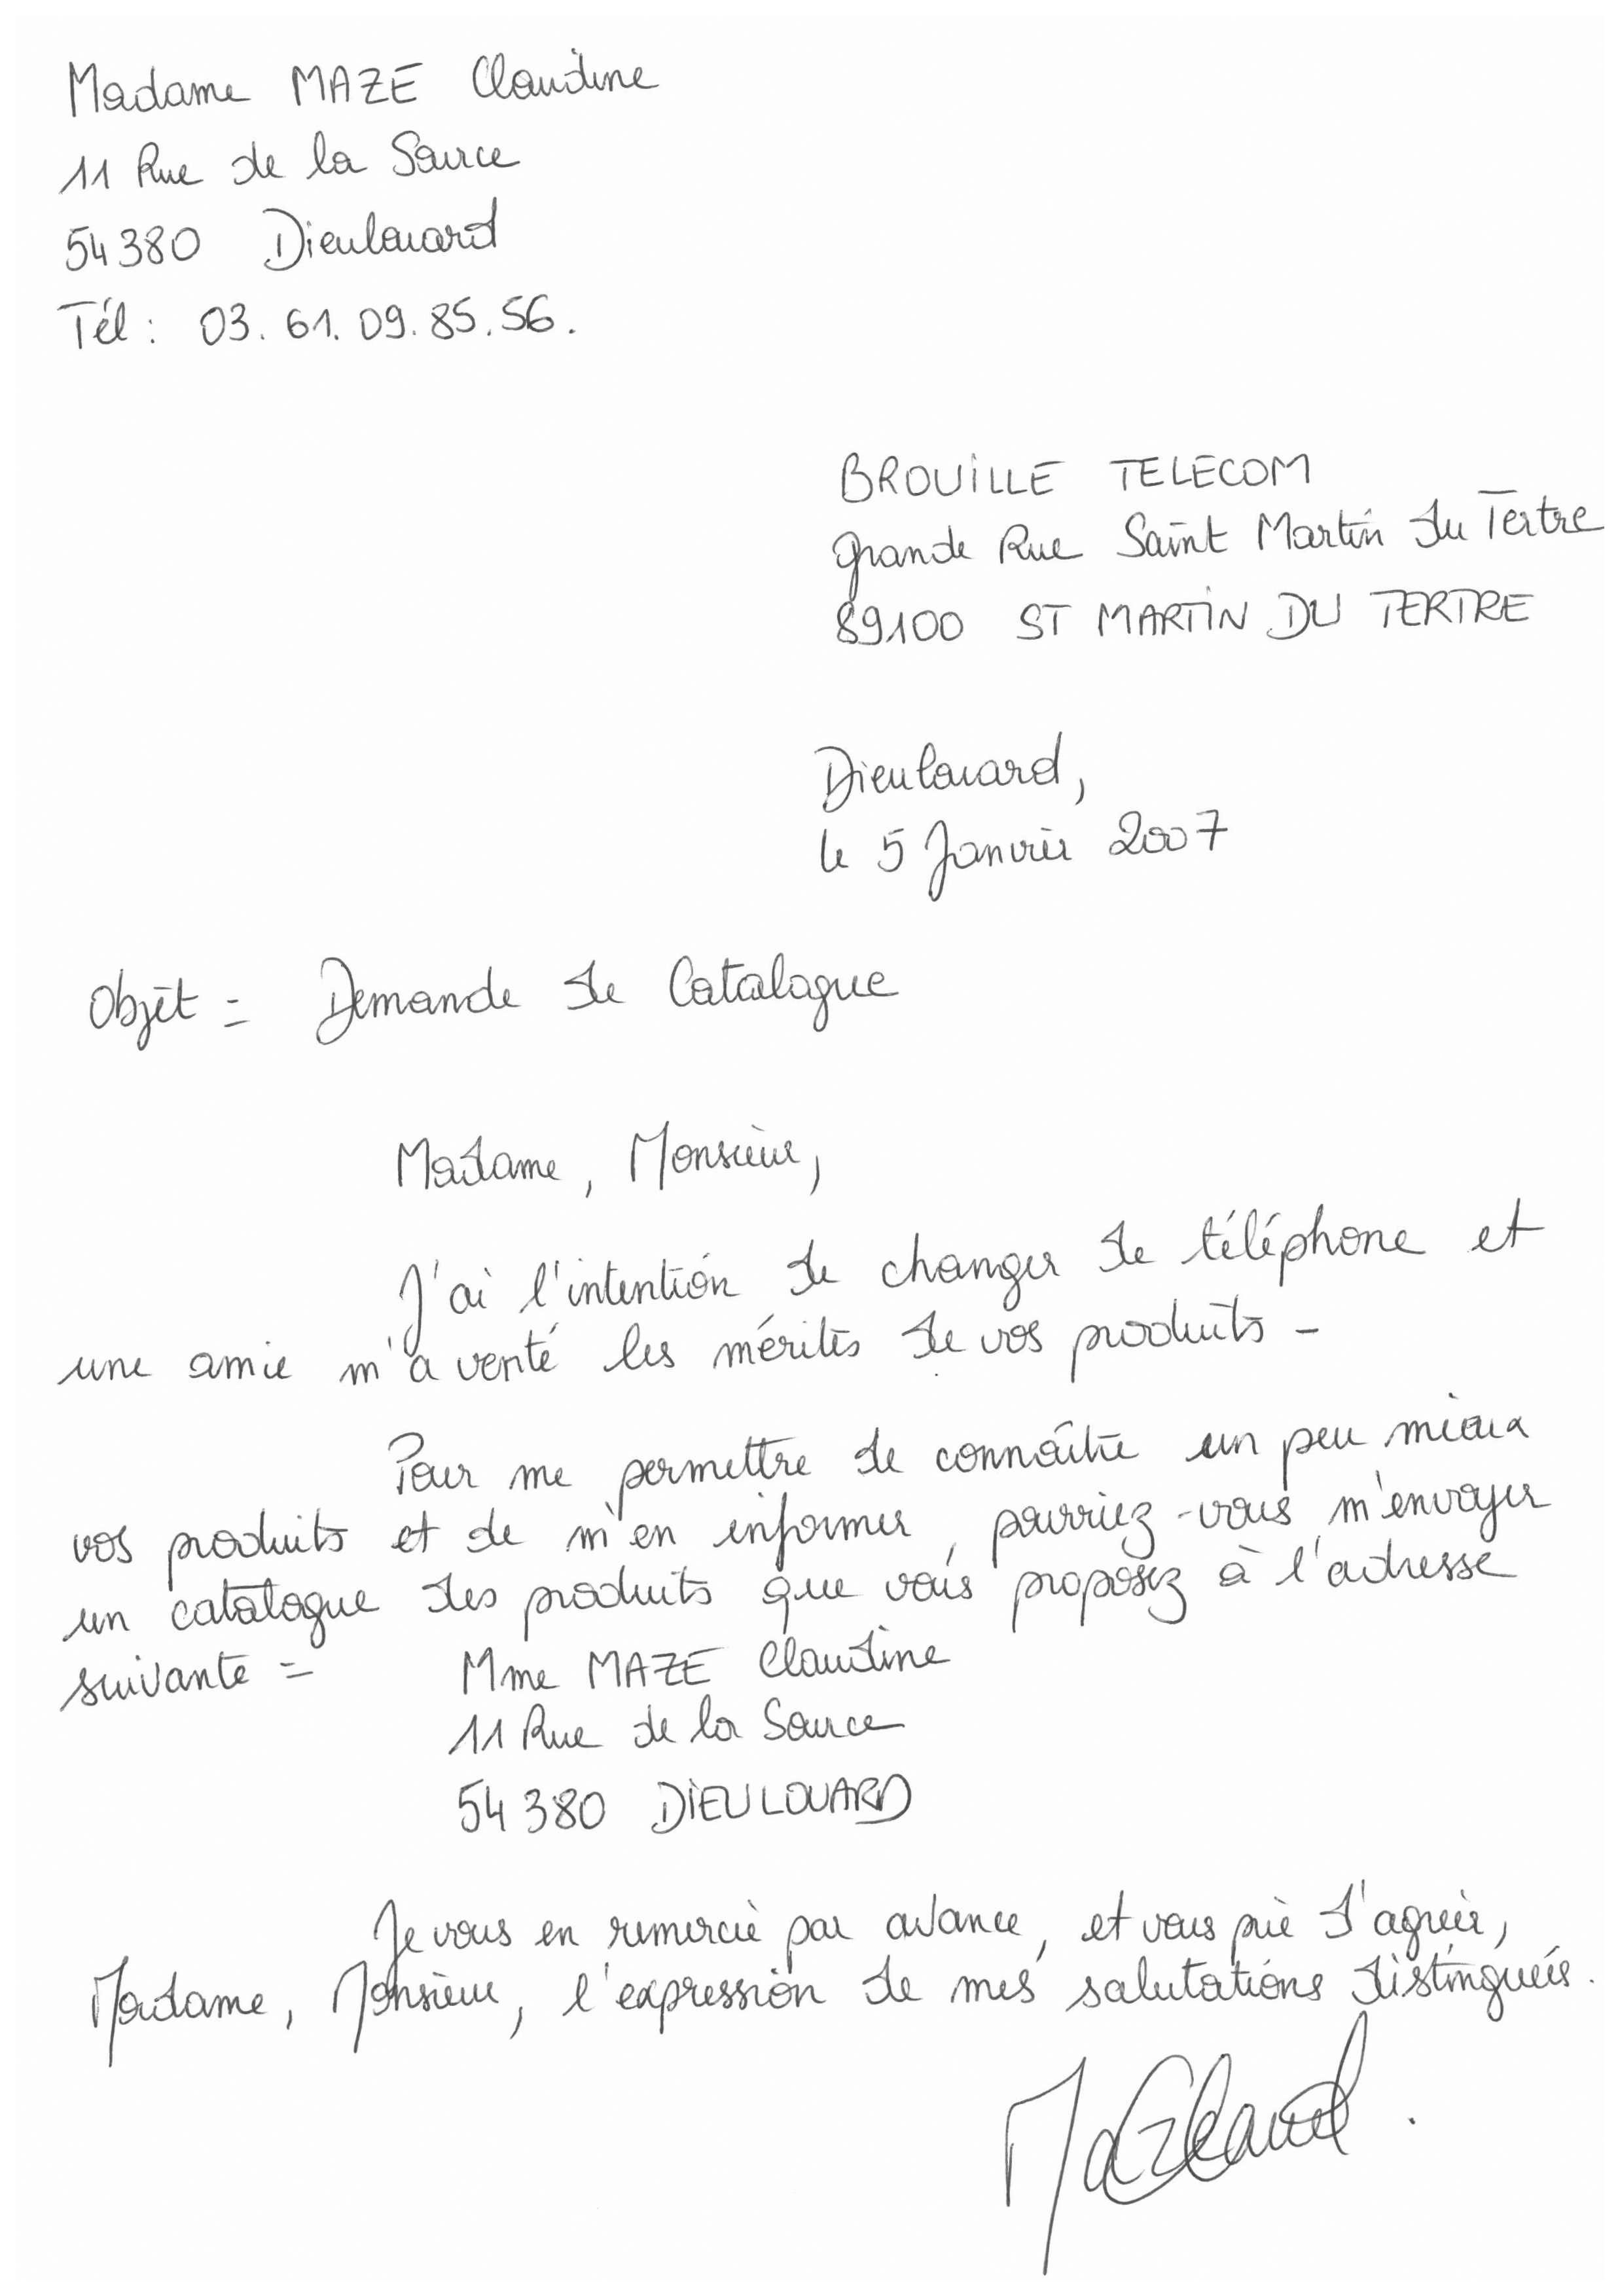 Madame MAZE Claudine
11 Rue de la Source
54380 Dieulouard
Tél : 03.61.09.85.56.
BROUILLE TELECOM
grande Rue Saint Martin du Tertre
89100 ST MARTIN DU TERTRE
Dieulouard,
le 5 Janvier 2007
Objet = Demande de Catalogue
Madame, Monsieur,
J'ai l'intention de changer de téléphone et
une amie m'a venté les mérites de vos produits -
Pour me permettre de connaître un peu mieux
vos produits et de m'en informer, pourriez-vous m'envoyer
un catalogue des produits que vous proposez à l'adresse
suivante = Mme MAZE Claudine
11 Rue de la Source
54380 DIEULOUARD
Je vous en remercie par avance, et vous prie d'agréer,
Madame, Monsieur, l'expression de mes salutations distinguées.